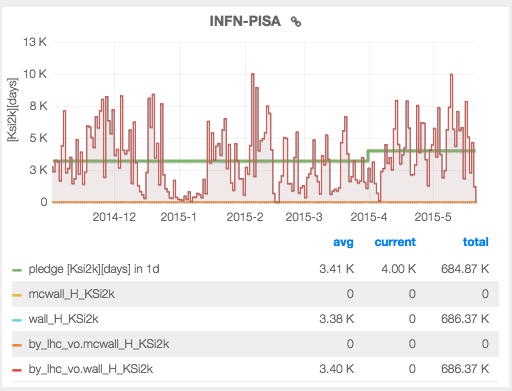 INFN-PISA
13 K
10 K
8 K
5 K
3 K
0
[Ksi2k][days]
2014-12 2015-1 2015-2 2015-3 2015-4 2015-5
avg current total
pledge [Ksi2k][days] in 1d 3.41 K 4.00 K 684.87 K
mcwall_H_KSi2k 0 0 0
wall_H_KSi2k 3.38 K 0 686.37 K
by_lhc_vo.mcwall_H_KSi2k 0 0 0
by_lhc_vo.wall_H_KSi2k 3.40 K 0 686.37 K